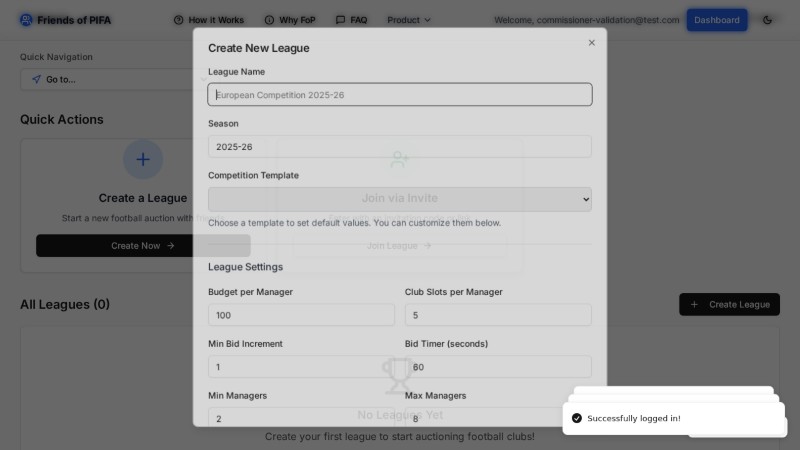 Friends of PIFA
How it Works
Why FoP
FAQ
Product
Welcome, commissioner-validation@test.com
Dashboard
Quick Navigation
Go to...
Quick Actions
Create a League
Start a new football auction with friends
Create Now
Join via Invite
Join League
All Leagues (0)
Create League
No Leagues Yet
Create your first league to start auctioning football clubs!
Create New League
League Name
European Competition 2025-26
Season
2025-26
Competition Template
Choose a template to set default values. You can customize them below.
League Settings
Budget per Manager
Club Slots per Manager
100
5
Min Bid Increment
Bid Timer (seconds)
1
60
Min Managers
Max Managers
2
8
Successfully logged in!